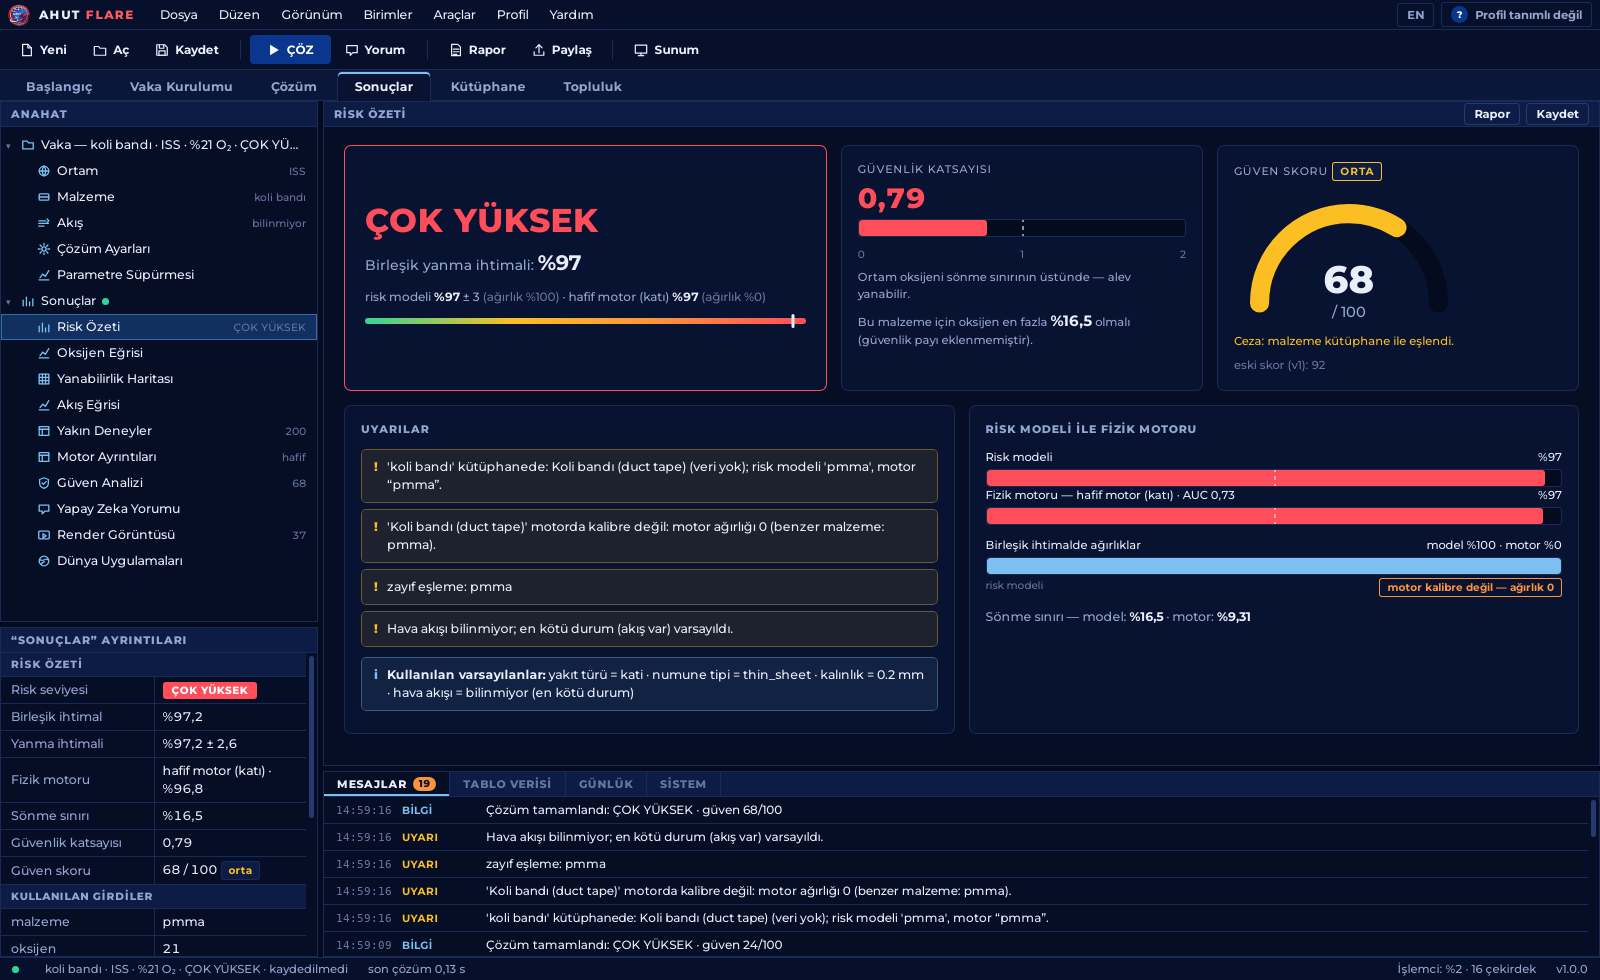 AHUT FLARE
Dosya Düzen Görünüm Birimler Araçlar Profil Yardım
EN ? Profil tanımlı değil
Yeni Aç Kaydet ÇÖZ Yorum Rapor Paylaş Sunum
Başlangıç Vaka Kurulumu Çözüm Sonuçlar Kütüphane Topluluk
ANAHAT
Vaka — koli bandı · ISS · %21 O₂ · ÇOK YÜ...
Ortam ISS
Malzeme koli bandı
Akış bilinmiyor
Çözüm Ayarları
Parametre Süpürmesi
Sonuçlar
Risk Özeti ÇOK YÜKSEK
Oksijen Eğrisi
Yanabilirlik Haritası
Akış Eğrisi
Yakın Deneyler 200
Motor Ayrıntıları hafif
Güven Analizi 68
Yapay Zeka Yorumu
Render Görüntüsü 37
Dünya Uygulamaları
“SONUÇLAR” AYRINTILARI
RİSK ÖZETİ
Risk seviyesi ÇOK YÜKSEK
Birleşik ihtimal %97,2
Yanma ihtimali %97,2 ± 2,6
Fizik motoru hafif motor (katı) ·
%96,8
Sönme sınırı %16,5
Güvenlik katsayısı 0,79
Güven skoru 68 / 100 orta
KULLANILAN GİRDİLER
malzeme pmma
oksijen 21
RİSK ÖZETİ
Rapor Kaydet
ÇOK YÜKSEK
Birleşik yanma ihtimali: %97
risk modeli %97 ± 3 (ağırlık %100) · hafif motor (katı) %97 (ağırlık %0)
GÜVENLİK KATSAYISI
0,79
0 1 2
Ortam oksijeni sönme sınırının üstünde — alev
yanabilir.
Bu malzeme için oksijen en fazla %16,5 olmalı
(güvenlik payı eklenmemiştir).
GÜVEN SKORU ORTA
68
/ 100
Ceza: malzeme kütüphane ile eşlendi.
eski skor (v1): 92
UYARILAR
! 'koli bandı' kütüphanede: Koli bandı (duct tape) (veri yok); risk modeli 'pmma', motor
“pmma”.
! 'Koli bandı (duct tape)' motorda kalibre değil: motor ağırlığı 0 (benzer malzeme:
pmma).
! zayıf eşleme: pmma
! Hava akışı bilinmiyor; en kötü durum (akış var) varsayıldı.
i Kullanılan varsayılanlar: yakıt türü = kati · numune tipi = thin_sheet · kalınlık = 0.2 mm
· hava akışı = bilinmiyor (en kötü durum)
RİSK MODELİ İLE FİZİK MOTORU
Risk modeli %97
Fizik motoru — hafif motor (katı) · AUC 0,73 %97
Birleşik ihtimalde ağırlıklar model %100 · motor %0
risk modeli motor kalibre değil — ağırlık 0
Sönme sınırı — model: %16,5 · motor: %9,31
MESAJLAR 19 TABLO VERİSİ GÜNLÜK SİSTEM
14:59:16 BİLGİ Çözüm tamamlandı: ÇOK YÜKSEK · güven 68/100
14:59:16 UYARI Hava akışı bilinmiyor; en kötü durum (akış var) varsayıldı.
14:59:16 UYARI zayıf eşleme: pmma
14:59:16 UYARI 'Koli bandı (duct tape)' motorda kalibre değil: motor ağırlığı 0 (benzer malzeme: pmma).
14:59:16 UYARI 'koli bandı' kütüphanede: Koli bandı (duct tape) (veri yok); risk modeli 'pmma', motor “pmma”.
14:59:09 BİLGİ Çözüm tamamlandı: ÇOK YÜKSEK · güven 24/100
koli bandı · ISS · %21 O₂ · ÇOK YÜKSEK · kaydedilmedi son çözüm 0,13 s
İşlemci: %2 · 16 çekirdek v1.0.0